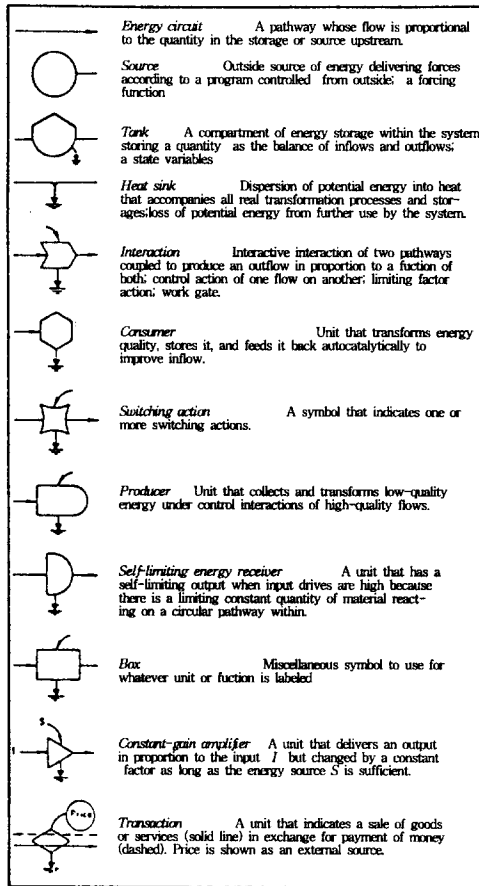 Energy circuit A pathway whose flow is proportional
to the quantity in the storage or source upstream.
Source Outside source of energy delivering forces
according to a program controlled from outside; a forcing
function
Tank A compartment of energy storage within the system
storing a quantity as the balance of inflows and outflows;
a state variables
Heat sink Dispersion of potential energy into heat
that accompanies all real transformation processes and stor-
ages;loss of potential energy from further use by the system.
Interaction Interactive interaction of two pathways
coupled to produce an outflow in proportion to a fuction of
both; control action of one flow on another; limiting factor
action; work gate.
Consumer Unit that transforms energy
quality, stores it, and feeds it back autocatalytically to
improve inflow.
Switching action A symbol that indicates one or
more switching actions.
Producer Unit that collects and transforms low-quality
energy under control interactions of high-quality flows.
Self-limiting energy receiver A unit that has a
self-limiting output when input drives are high because
there is a limiting constant quantity of material react-
ing on a circular pathway within.
Box Miscellaneous symbol to use for
whatever unit or fuction is labeled
S
I
Constant-gain amplifier A unit that delivers an output
in proportion to the input I but changed by a constant
factor as long as the energy source S is sufficient.
Price
Transaction A unit that indicates a sale of goods
or services (solid line) in exchange for payment of money
(dashed). Price is shown as an external source.